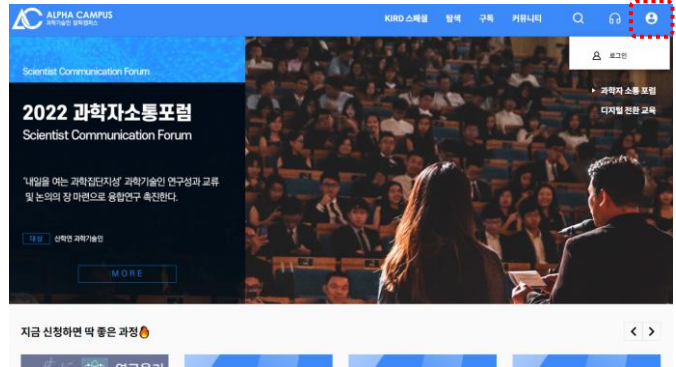 ALPHA CAMPUS
과학기술인 알파캠퍼스
KIRD 스페셜 탐색 구독 커뮤니티
로그인
Scientist Communication Forum
과학자 소통 포럼
디지털 전환 교육
2022 과학자소통포럼
Scientist Communication Forum
'내일을 여는 과학집단지성' 과학기술인 연구성과 교류
및 논의의 장 마련으로 융합연구 촉진한다.
대상 산학연 과학기술인
MORE
지금 신청하면 딱 좋은 과정